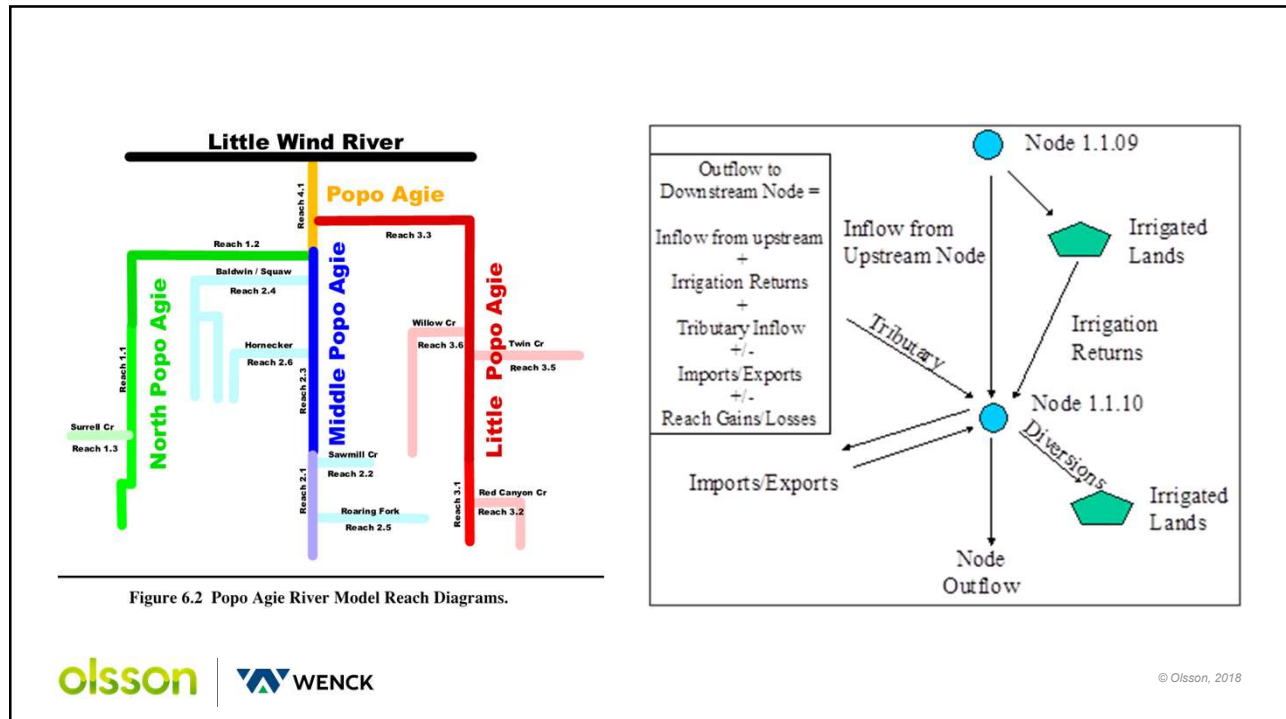 Little Wind River
Reach 4.1
Popo Agie
Reach 1.2
Reach 3.3
Baldwin / Squaw
Reach 2.4
Middle Popo Agie
Little Popo Agie
Willow Cr
Reach 3.6
Twin Cr
Reach 3.5
Hornecker
Reach 2.6
Reach 1.1
Reach 2.3
North Popo Agie
Surrell Cr
Reach 1.3
Sawmill Cr
Reach 2.2
Reach 2.1
Reach 3.1
Red Canyon Cr
Reach 3.2
Roaring Fork
Reach 2.5
Figure 6.2 Popo Agie River Model Reach Diagrams.
Outflow to
Downstream Node =
Inflow from upstream
+
Irrigation Returns
+
Tributary Inflow
+/-
Imports/Exports
+/-
Reach Gains/Losses
Node 1.1.09
Inflow from
Upstream Node
Irrigated
Lands
Tributary
Irrigation
Returns
Node 1.1.10
Diversions
Imports/Exports
Irrigated
Lands
Node
Outflow
olsson
WENCK
© Olsson, 2018